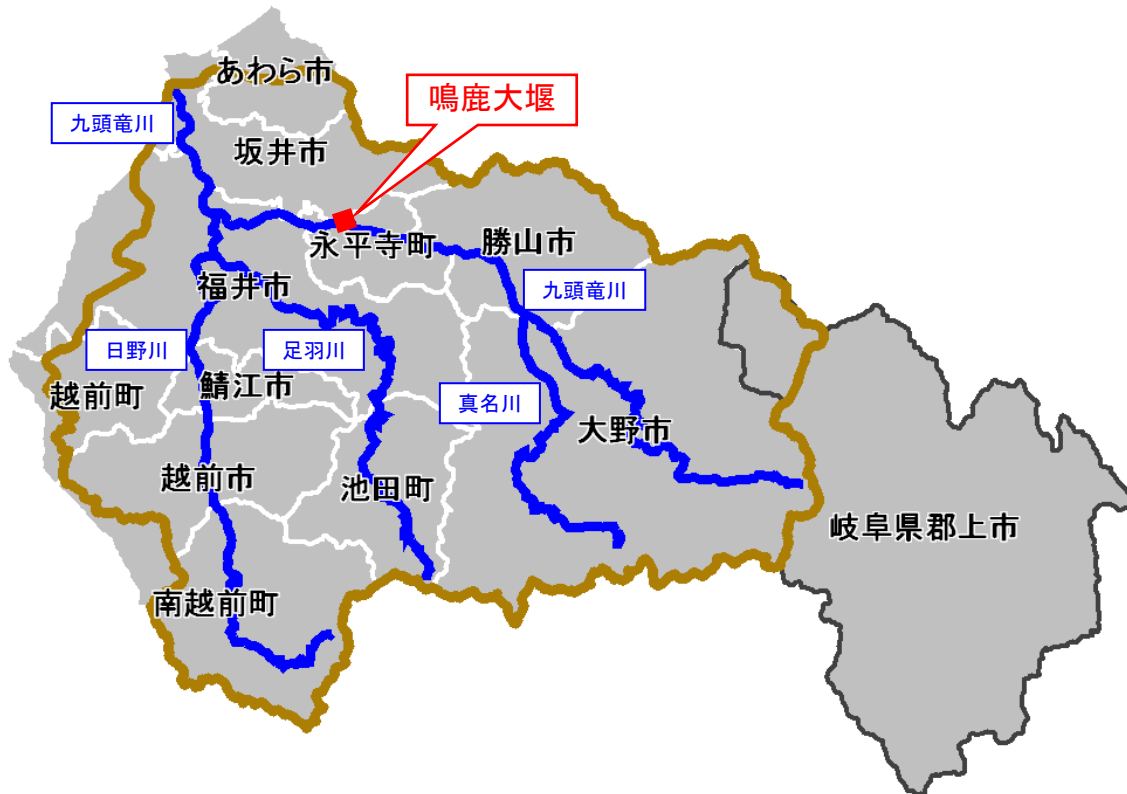 あわら市
鳴鹿大堰
九頭竜川
坂井市
永平寺町
勝山市
福井市
九頭竜川
日野川
足羽川
鯖江市
越前町
真名川
大野市
越前市
池田町
岐阜県郡上市
南越前町